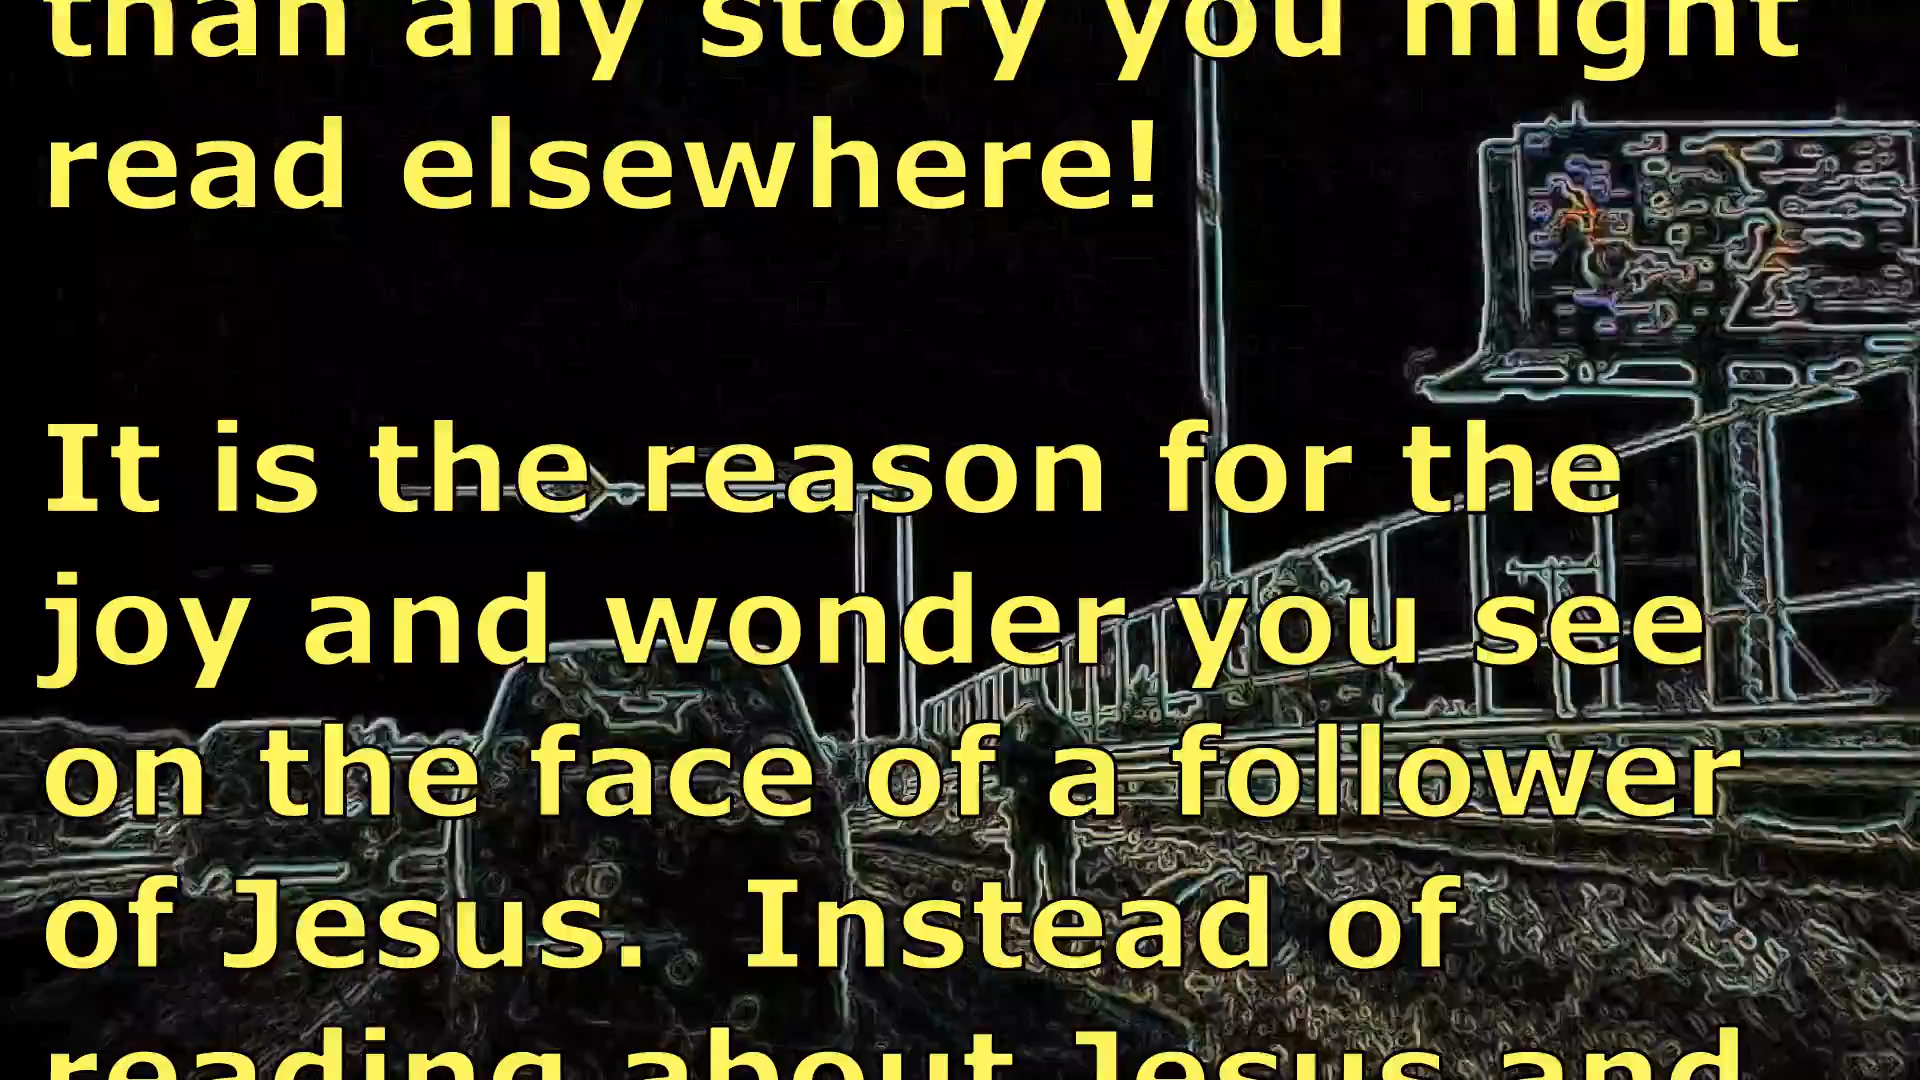 than any story you might
read elsewhere!
It is the reason for the
joy and wonder you see
on the face of a follower
of Jesus.  Instead of
reading about Jesus and